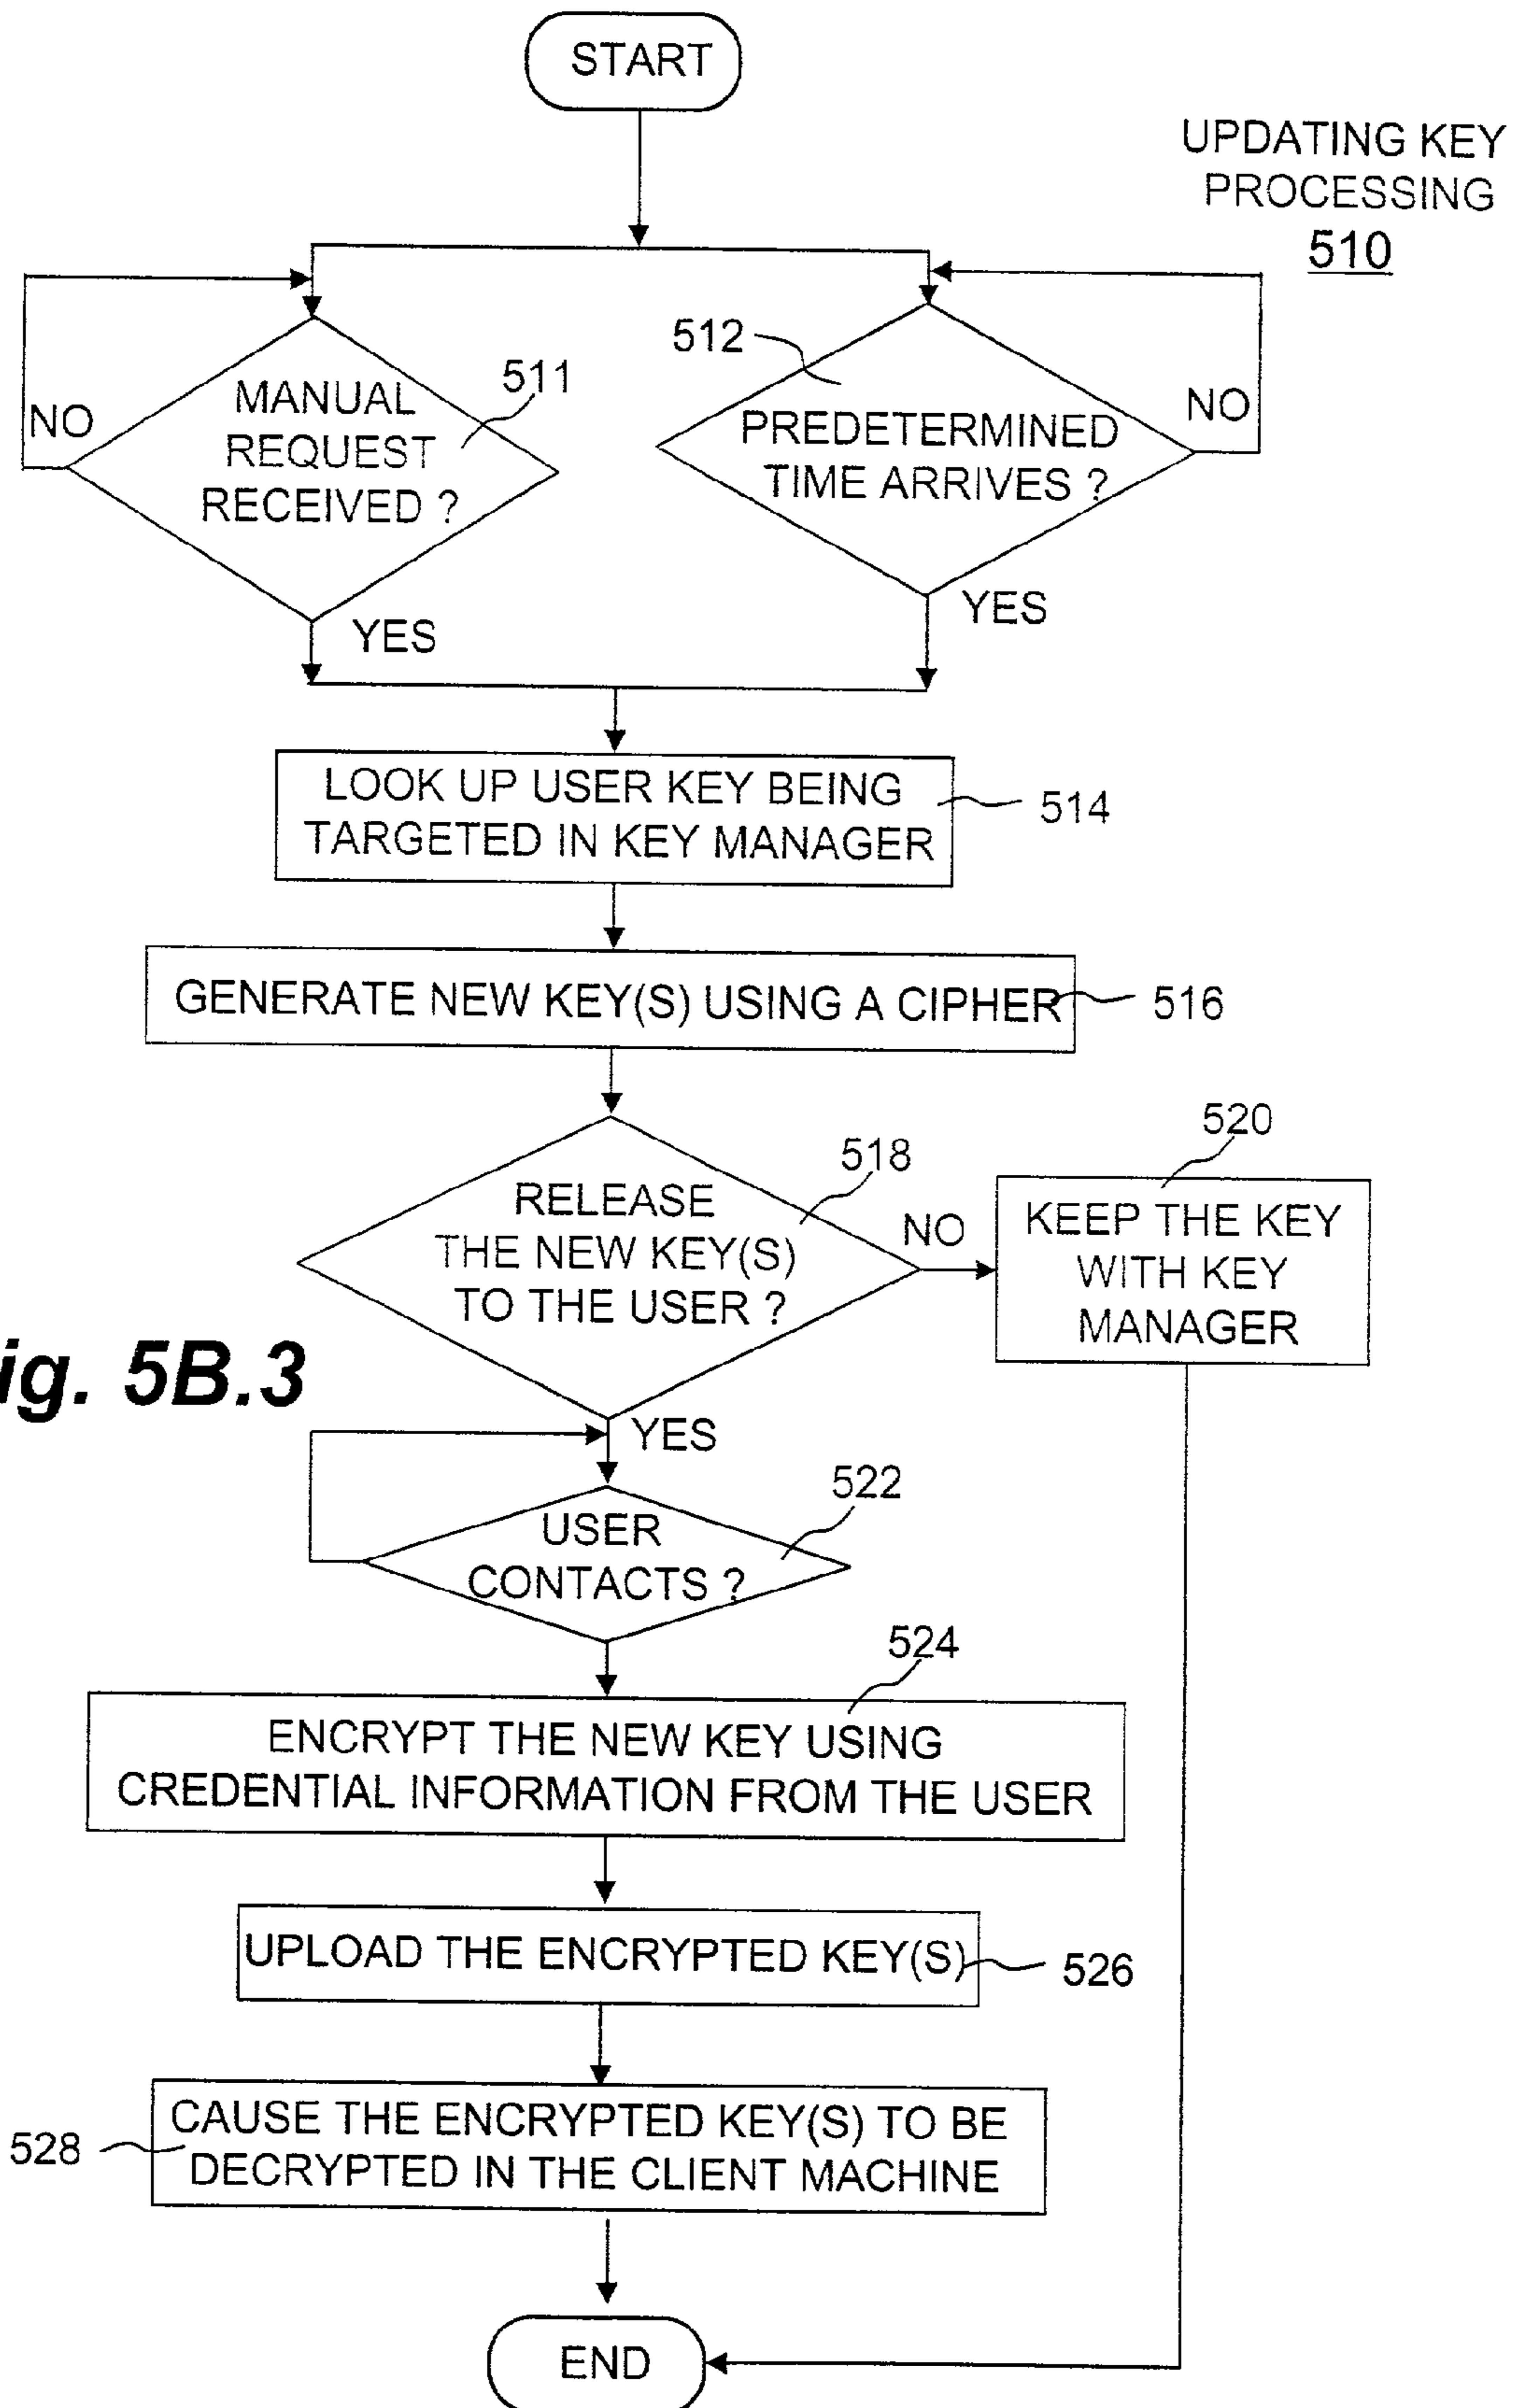 START
UPDATING KEY
PROCESSING
510
511
512
MANUAL
REQUEST
RECEIVED ?
NO
PREDETERMINED
TIME ARRIVES ?
NO
YES
YES
LOOK UP USER KEY BEING
TARGETED IN KEY MANAGER
514
GENERATE NEW KEY(S) USING A CIPHER
516
518
RELEASE
THE NEW KEY(S)
TO THE USER ?
NO
520
KEEP THE KEY
WITH KEY
MANAGER
ig. 5B.3
YES
522
USER
CONTACTS ?
524
ENCRYPT THE NEW KEY USING
CREDENTIAL INFORMATION FROM THE USER
UPLOAD THE ENCRYPTED KEY(S)
526
528
CAUSE THE ENCRYPTED KEY(S) TO BE
DECRYPTED IN THE CLIENT MACHINE
END